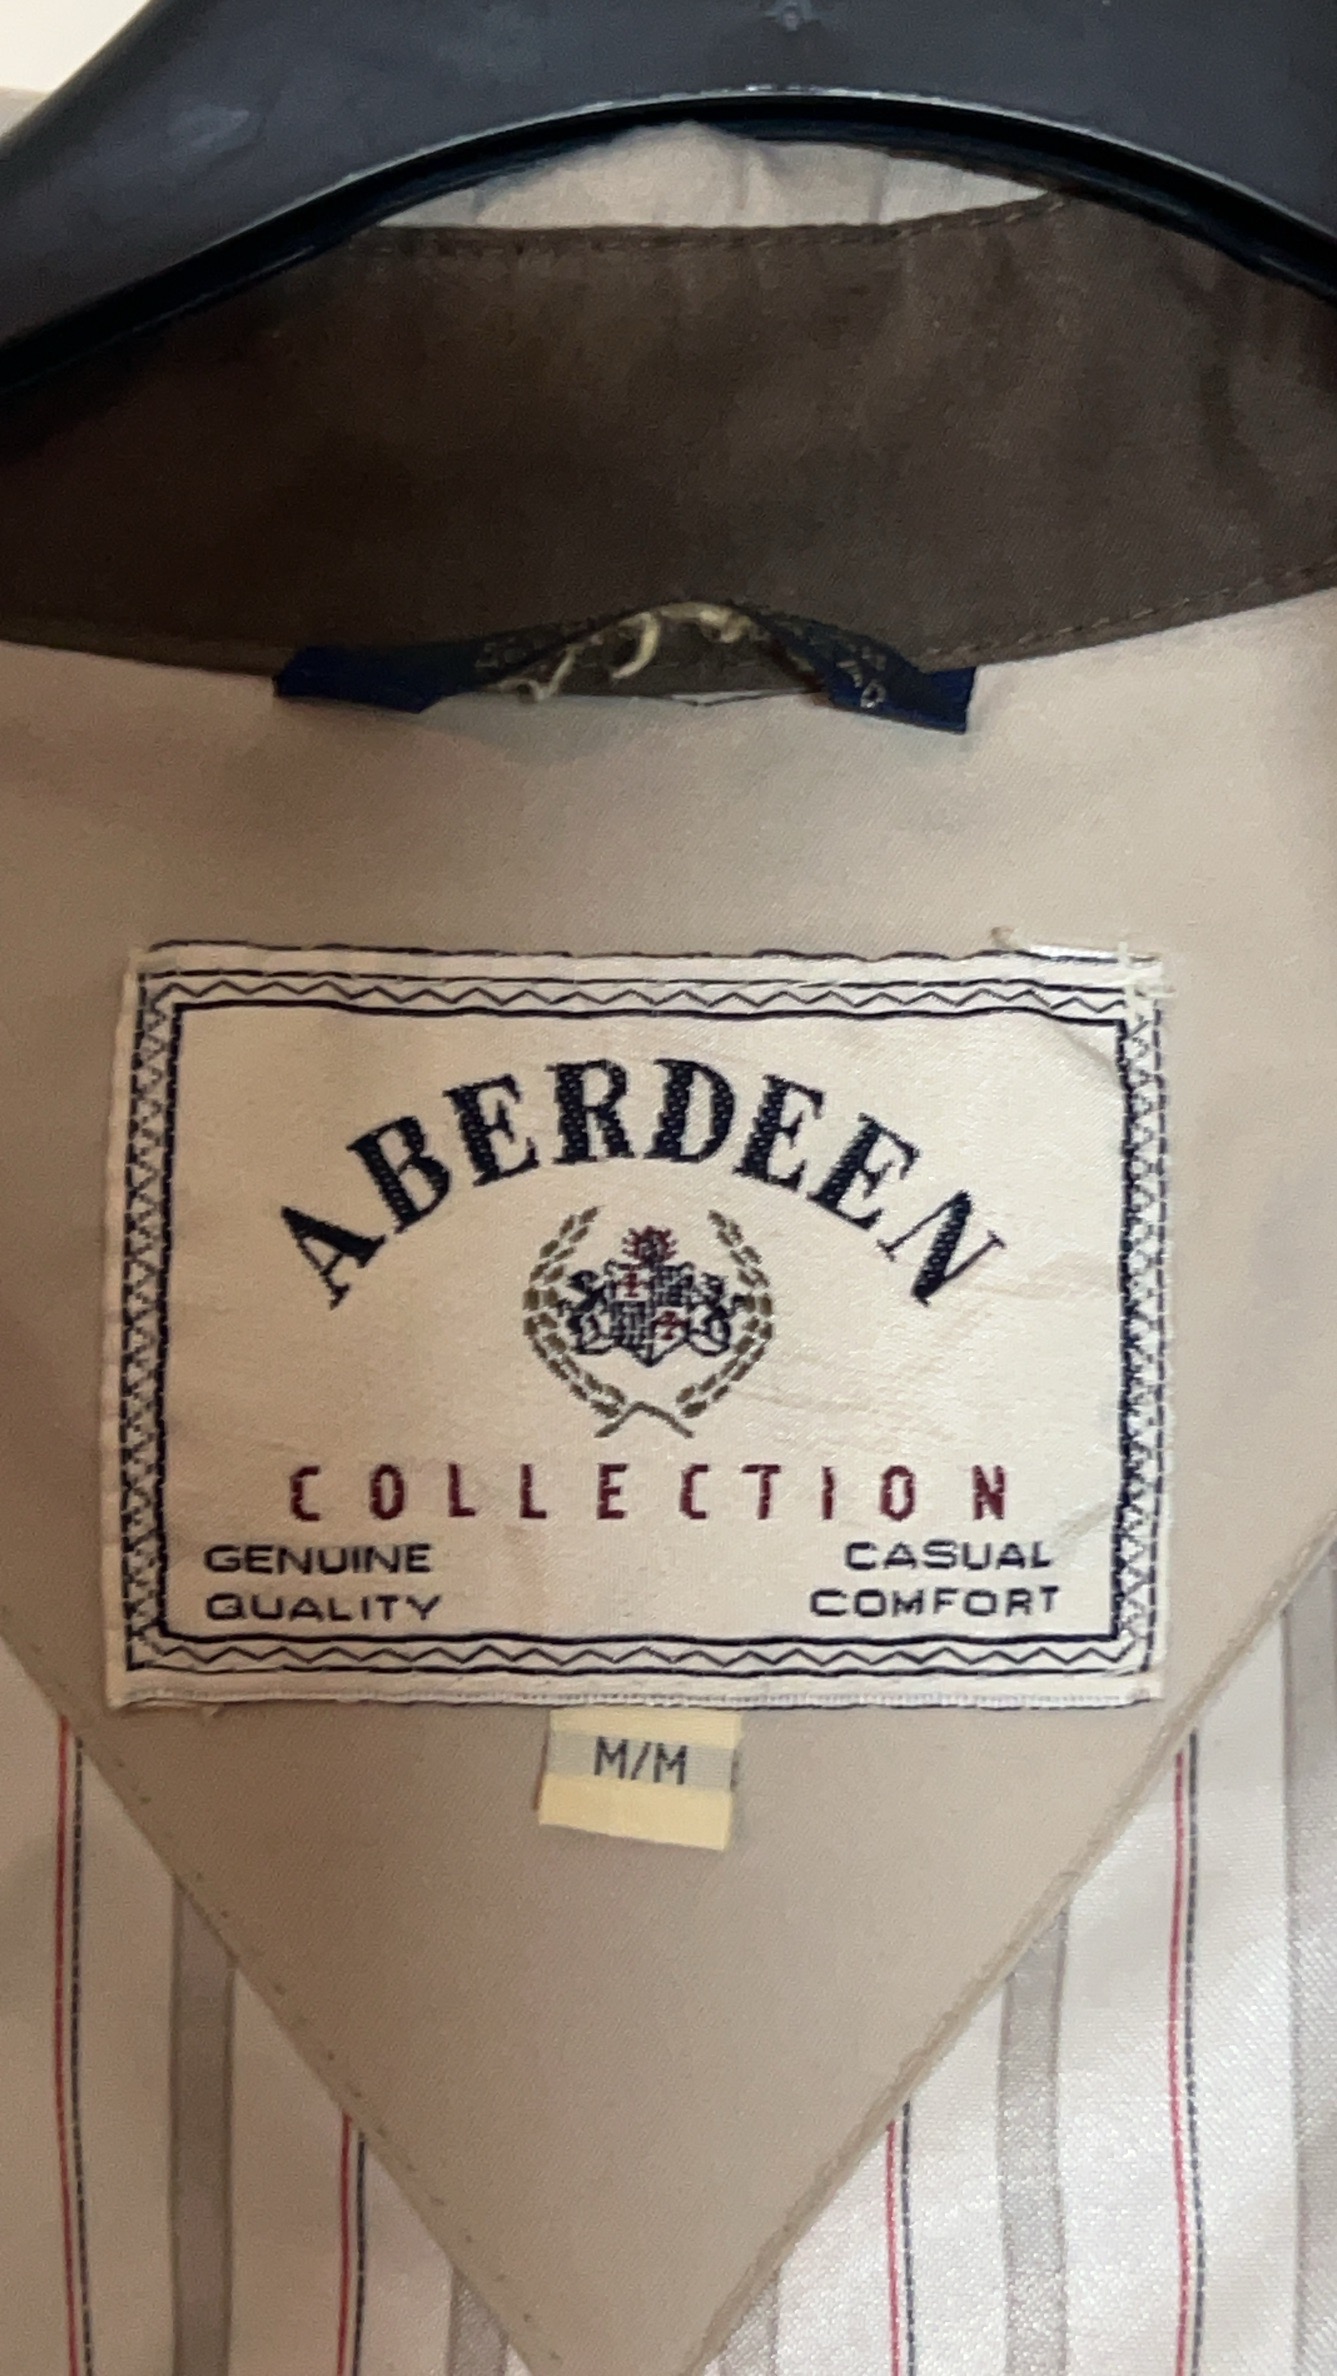 ABERDEEN
COLLECTION
GENUINE
QUALITY
CASUAL
COMFORT
M/M